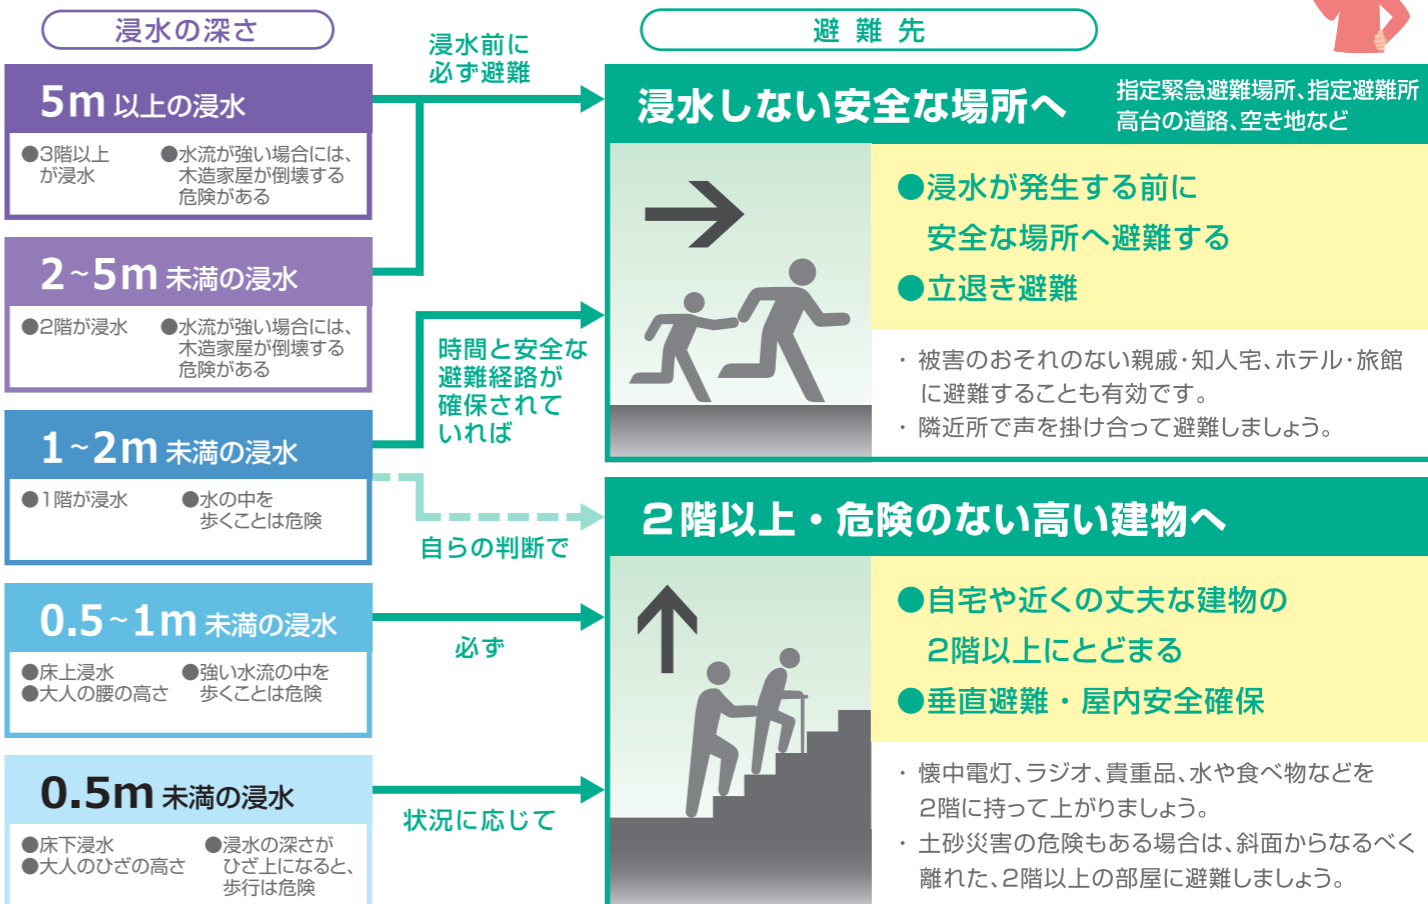 浸水の深さ
避難先
浸水前に
必ず避難
5m 以上の浸水
●3階以上
が浸水
●水流が強い場合には、
木造家屋が倒壊する
危険がある
2~5m 未満の浸水
●2階が浸水
●水流が強い場合には、
木造家屋が倒壊する
危険がある
時間と安全な
避難経路が
確保されて
いれば
1~2m 未満の浸水
●1階が浸水
●水の中を
歩くことは危険
自らの判断で
0.5~1m 未満の浸水
●床上浸水
●大人の腰の高さ
●強い水流の中を
歩くことは危険
必ず
0.5m 未満の浸水
●床下浸水
●大人のひざの高さ
●浸水の深さが
ひざ上になると、
歩行は危険
状況に応じて
浸水しない安全な場所へ
指定緊急避難場所、指定避難所
高台の道路、空き地など
●浸水が発生する前に
安全な場所へ避難する
●立退き避難
・被害のおそれのない親戚・知人宅、ホテル・旅館
に避難することも有効です。
・隣近所で声を掛け合って避難しましょう。
2階以上・危険のない高い建物へ
●自宅や近くの丈夫な建物の
2階以上にとどまる
●垂直避難・屋内安全確保
・懐中電灯、ラジオ、貴重品、水や食べ物などを
2階に持って上がりましょう。
・土砂災害の危険もある場合は、斜面からなるべく
離れた、2階以上の部屋に避難しましょう。